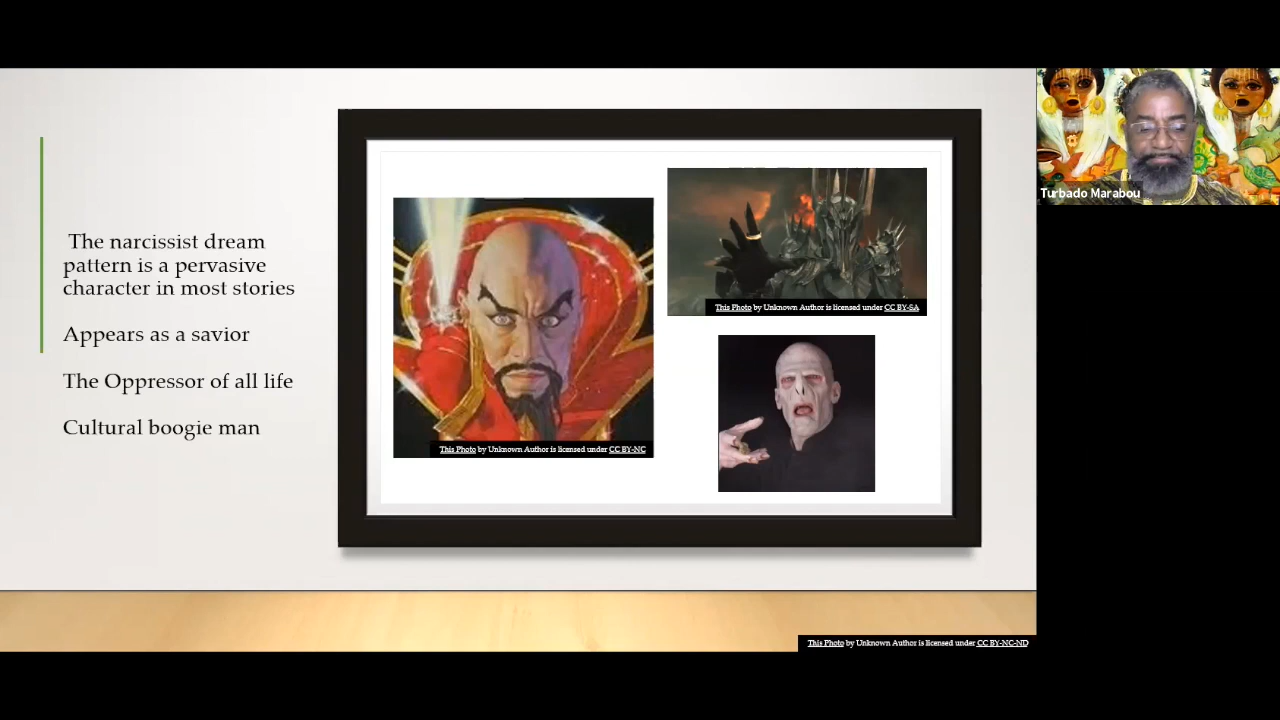 The narcissist dream
pattern is a pervasive
character in most stories
Appears as a savior
The Oppressor of all life
Cultural boogie man
This Photo by Unknown Author is licensed under CC BY-SA
This Photo by Unknown Author is licensed under CC BY-NC
This Photo by Unknown Author is licensed under CC BY-NC-ND
Turbado Marabou